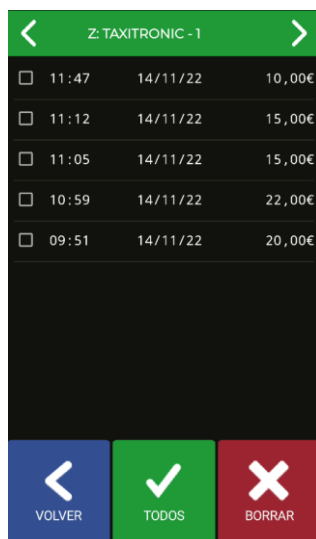 Z: TAXITRONIC - 1
11:47 14/11/22 10,00€
11:12 14/11/22 15,00€
11:05 14/11/22 15,00€
10:59 14/11/22 22,00€
09:51 14/11/22 20,00€
VOLVER TODOS BORRAR